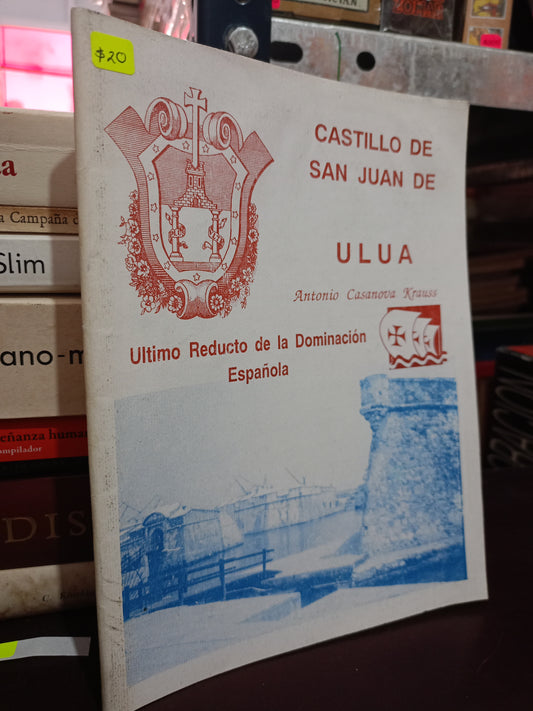 $20
CASTILLO DE
SAN JUAN DE
ULUA
Antonio Casanova Krauss
Ultimo Reducto de la Dominación
Española
a Campaña d
Slim
ano-m
eñanza human
ompilador
DIS